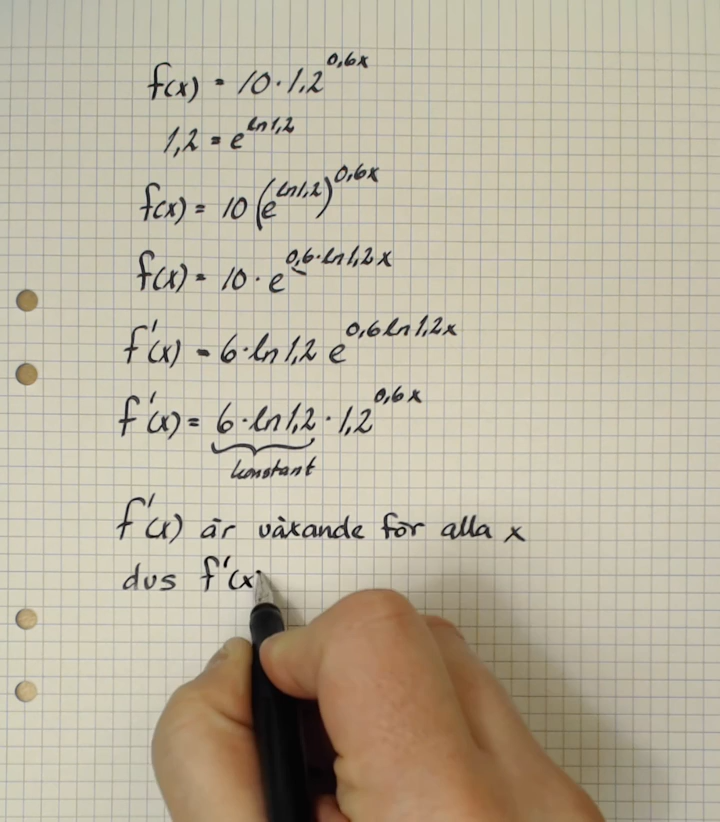 f(x) = 10 · 1,2^0,6x
1,2 = e^ln1,2
f(x) = 10 (e^ln1,2)^0,6x
f(x) = 10 · e^0,6·ln1,2x
f'(x) = 6·ln1,2 e^0,6ln1,2x
f'(x) = 6·ln1,2 · 1,2^0,6x
konstant
f'(x) är växande för alla x
dvs f'(x)